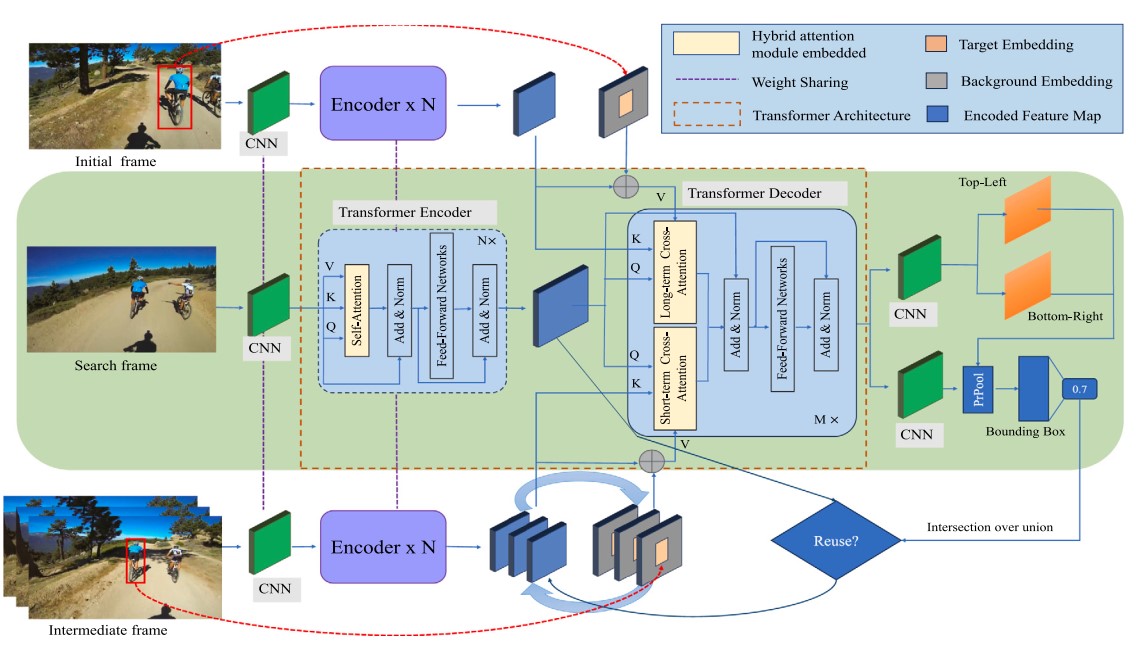 Hybrid attention
module embedded
Target Embedding
Weight Sharing
Background Embedding
Transformer Architecture
Encoded Feature Map
Initial frame
CNN
Encoder x N
V
Transformer Decoder
Top-Left
Transformer Encoder
N×
V
K
Q
Self-Attention
Add & Norm
Feed-Forward Networks
Add & Norm
K
Q
Long-term Cross-
Attention
Q
K
Short-term Cross-
Attention
V
Add & Norm
Feed-Forward Networks
Add & Norm
M ×
CNN
Bottom-Right
Search frame
CNN
CNN
PrPool
0.7
Bounding Box
Intermediate frame
CNN
Encoder x N
Reuse?
Intersection over union